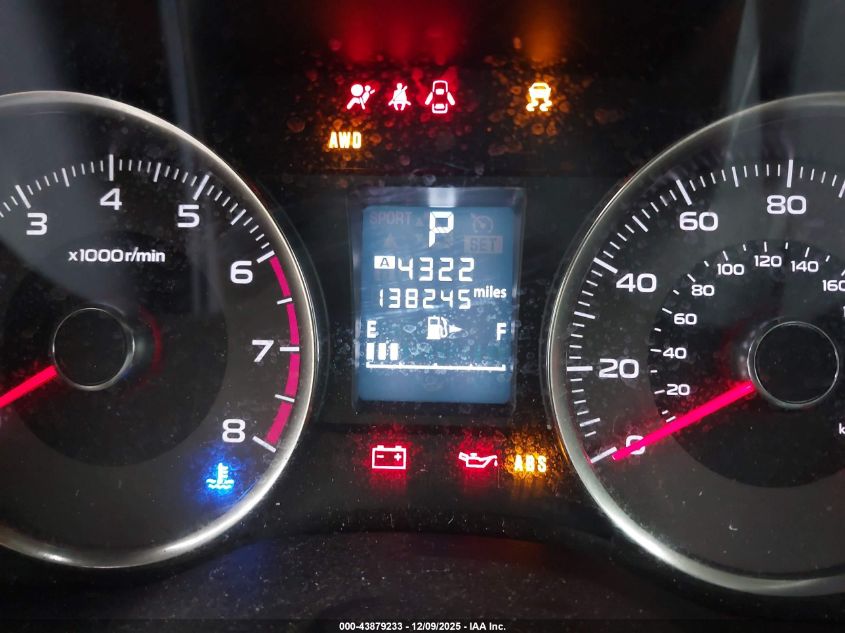 AWD
3 4 5 6 7 8
x1000r/min
SPORT
SET
P
A 4322
138245 miles
E F
ABS
0 20 40 60 80
20 40 60 80 100 120 140 160
000-43879233 - 12/09/2025 - IAA Inc.